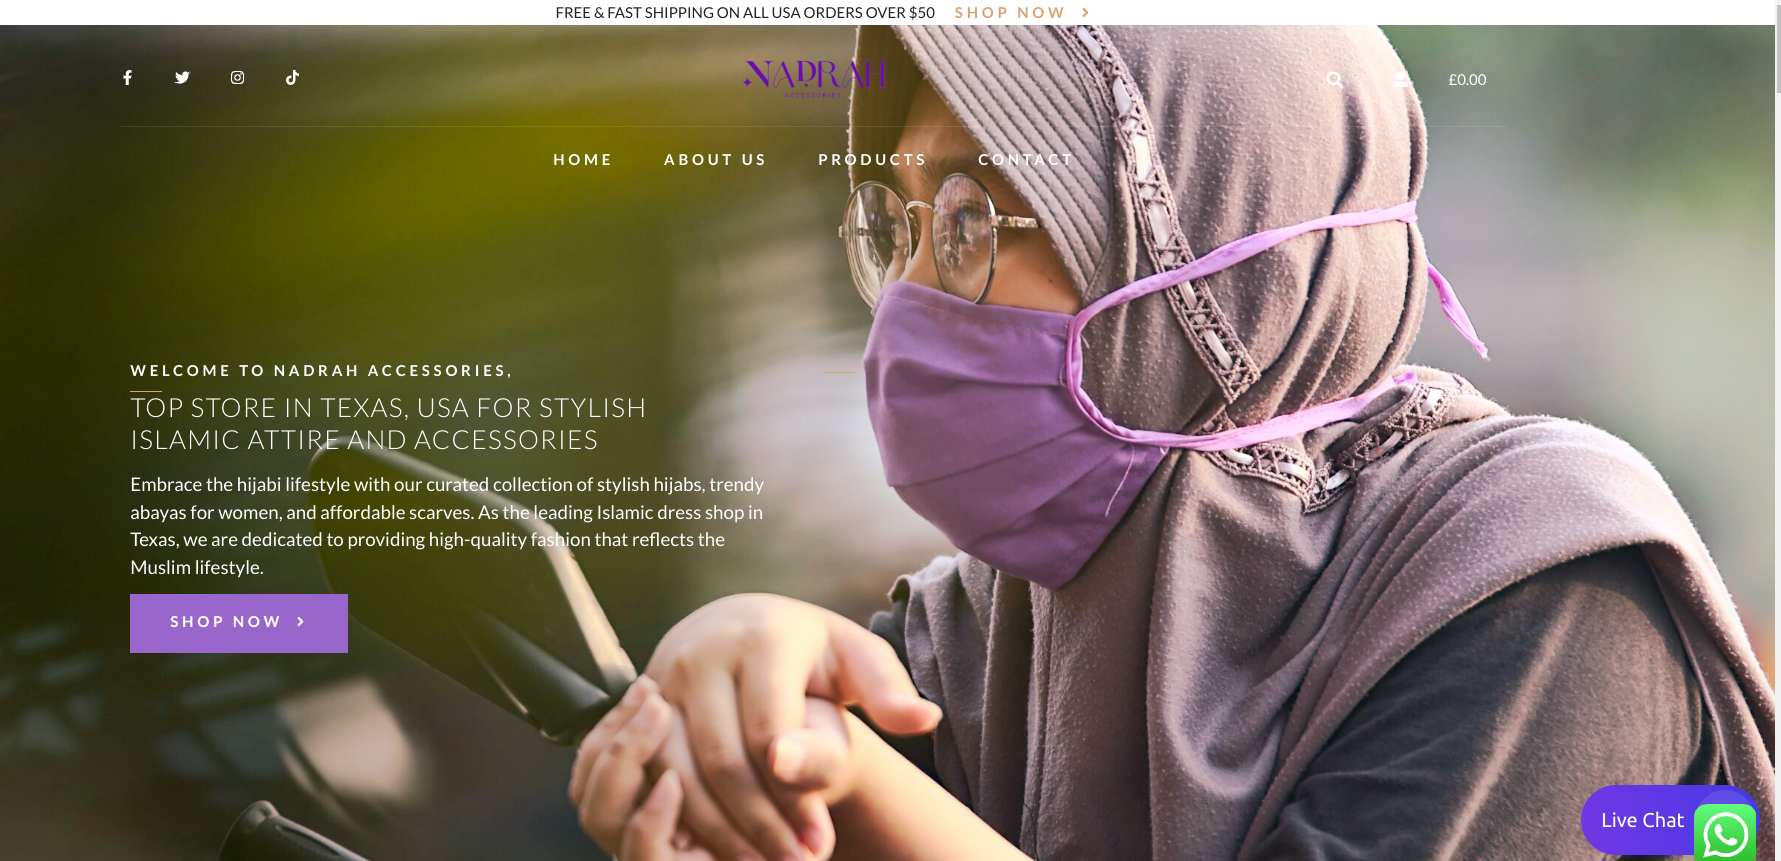 FREE & FAST SHIPPING ON ALL USA ORDERS OVER $50 SHOP NOW
NADRAH
ACCESSORIES
£0.00
HOME ABOUT US PRODUCTS CONTACT
WELCOME TO NADRAH ACCESSORIES,
TOP STORE IN TEXAS, USA FOR STYLISH
ISLAMIC ATTIRE AND ACCESSORIES
Embrace the hijabi lifestyle with our curated collection of stylish hijabs, trendy
abayas for women, and affordable scarves. As the leading Islamic dress shop in
Texas, we are dedicated to providing high-quality fashion that reflects the
Muslim lifestyle.
SHOP NOW
Live Chat